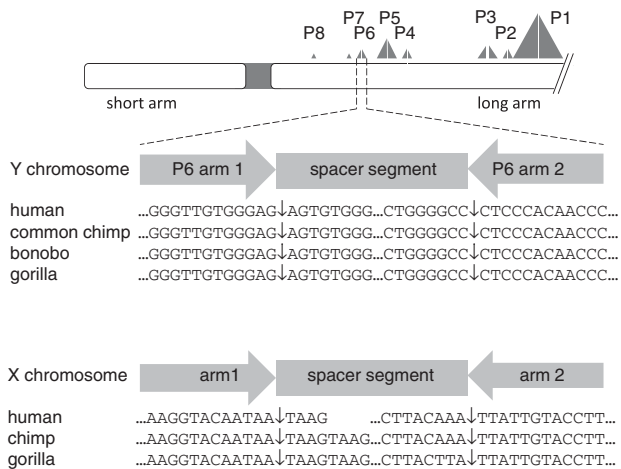 P8 P7 P6 P5 P4 P3 P2 P1
short arm long arm
Y chromosome P6 arm 1 spacer segment P6 arm 2
human ...GGGTTGTGGGAG↓AGTGTGGG...CTGGGGCC↓CTCCCACAACCC...
common chimp ...GGGTTGTGGGAG↓AGTGTGGG...CTGGGGCC↓CTCCCACAACCC...
bonobo ...GGGTTGTGGGAG↓AGTGTGGG...CTGGGGCC↓CTCCCACAACCC...
gorilla ...GGGTTGTGGGAG↓AGTGTGGG...CTGGGGCC↓CTCCCACAACCC...
X chromosome arm1 spacer segment arm 2
human ...AAGGTACAATAA↓TAAG ...CTTACAAA↓TTATTGTACCTT...
chimp ...AAGGTACAATAA↓TAAGTAAG...CTTACAAA↓TTATTGTACCTT...
gorilla ...AAGGTACAATAA↓TAAGTAAG...CTTACTTA↓TTATTGTACCTT...